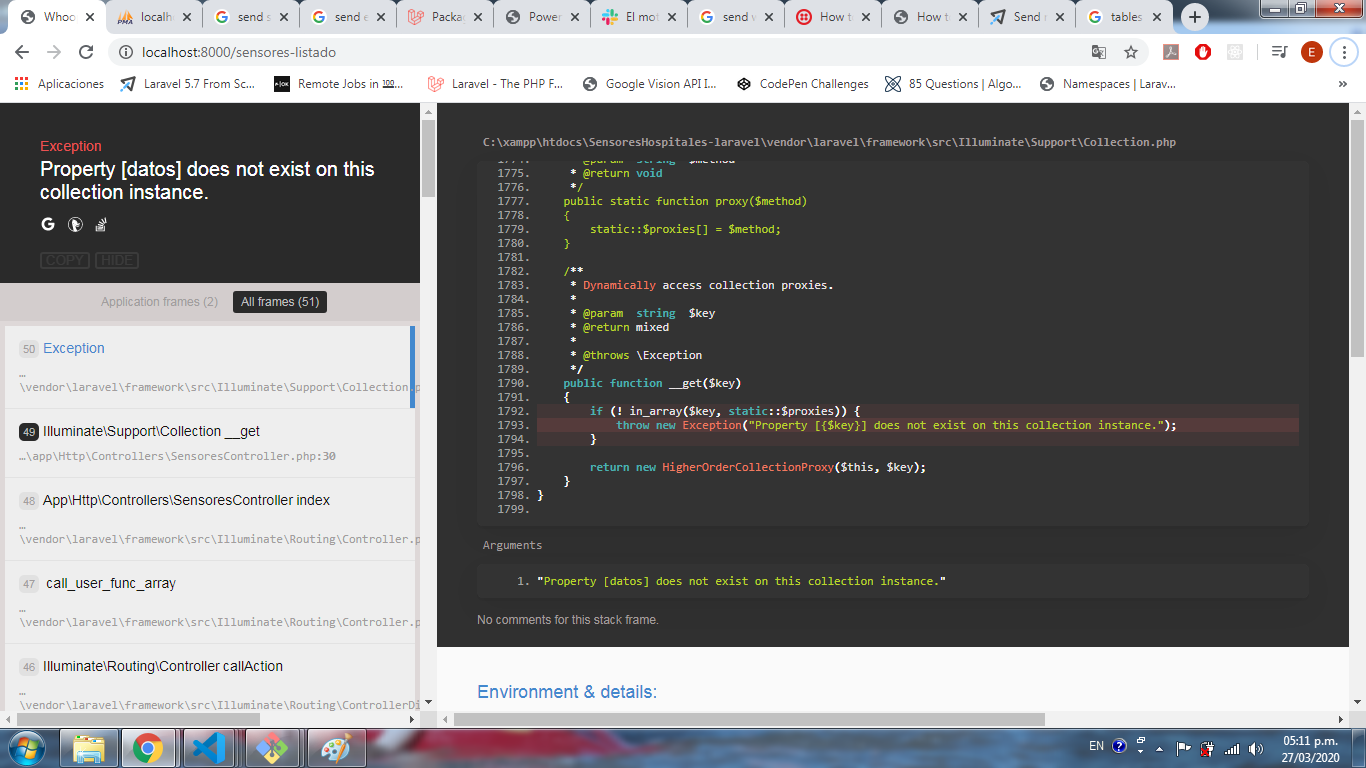 Whoo
localh
send s
send e
Packa
Power
El mot
send v
How to
How t
Send r
tables
localhost:8000/sensores-listado
E
Aplicaciones
Laravel 5.7 From Sc...
Remote Jobs in
Laravel - The PHP F...
Google Vision API I...
CodePen Challenges
85 Questions | Algo...
Namespaces | Larav...
»
Exception
Property [datos] does not exist on this
collection instance.
COPY HIDE
Application frames (2) All frames (51)
50 Exception
…
\vendor\laravel\framework\src\Illuminate\Support\Collection.p
49 Illuminate\Support\Collection __get
…\app\Http\Controllers\SensoresController.php:30
48 App\Http\Controllers\SensoresController index
…
\vendor\laravel\framework\src\Illuminate\Routing\Controller.p
47 call_user_func_array
…
\vendor\laravel\framework\src\Illuminate\Routing\Controller.p
46 Illuminate\Routing\Controller callAction
…
\vendor\laravel\framework\src\Illuminate\Routing\ControllerDi
C:\xampp\htdocs\SensoresHospitales-laravel\vendor\laravel\framework\src\Illuminate\Support\Collection.php
1774. * @param string $method
1775. * @return void
1776. */
1777. public static function proxy($method)
1778. {
1779. static::$proxies[] = $method;
1780. }
1781.
1782. /**
1783. * Dynamically access collection proxies.
1784. *
1785. * @param string $key
1786. * @return mixed
1787. *
1788. * @throws \Exception
1789. */
1790. public function __get($key)
1791. {
1792. if (! in_array($key, static::$proxies)) {
1793. throw new Exception("Property [{$key}] does not exist on this collection instance.");
1794. }
1795.
1796. return new HigherOrderCollectionProxy($this, $key);
1797. }
1798. }
1799.
Arguments
1. "Property [datos] does not exist on this collection instance."
No comments for this stack frame.
Environment & details:
EN
05:11 p.m.
27/03/2020